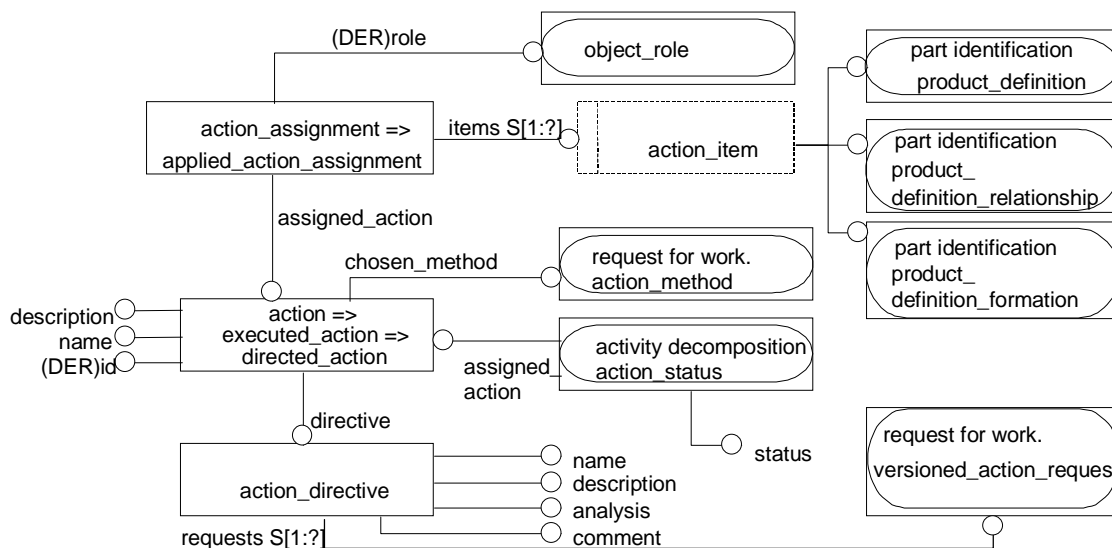 (DER)role
object_role
part identification
product_definition
action_assignment =>
applied_action_assignment
items S[1:?]
action_item
part identification
product_
definition_relationship
assigned_action
part identification
product_
definition_formation
chosen_method
request for work.
action_method
description
name
(DER)id
action =>
executed_action =>
directed_action
assigned_
action
activity decomposition
action_status
status
directive
action_directive
name
description
analysis
comment
requests S[1:?]
request for work.
versioned_action_reques